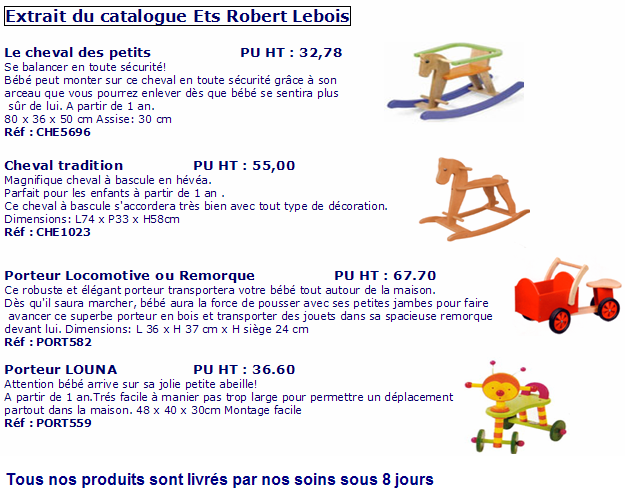 Extrait du catalogue Ets Robert Lebois
Le cheval des petits PU HT : 32,78
Se balancer en toute sécurité!
Bébé peut monter sur ce cheval en toute sécurité grâce à son
arceau que vous pourrez enlever dès que bébé se sentira plus
sûr de lui. A partir de 1 an.
80 x 36 x 50 cm Assise: 30 cm
Réf : CHE5696
Cheval tradition PU HT : 55,00
Magnifique cheval à bascule en hévéa.
Parfait pour les enfants à partir de 1 an .
Ce cheval à bascule s'accordera très bien avec tout type de décoration.
Dimensions: L74 x P33 x H58cm
Réf : CHE1023
Porteur Locomotive ou Remorque PU HT : 67.70
Ce robuste et élégant porteur transportera votre bébé tout autour de la maison.
Dès qu'il saura marcher, bébé aura la force de pousser avec ses petites jambes pour faire
avancer ce superbe porteur en bois et transporter des jouets dans sa spacieuse remorque
devant lui. Dimensions: L 36 x H 37 cm x H siège 24 cm
Réf : PORT582
Porteur LOUNA PU HT : 36.60
Attention bébé arrive sur sa jolie petite abeille!
A partir de 1 an.Trés facile à manier pas trop large pour permettre un déplacement
partout dans la maison. 48 x 40 x 30cm Montage facile
Réf : PORT559
Tous nos produits sont livrés par nos soins sous 8 jours